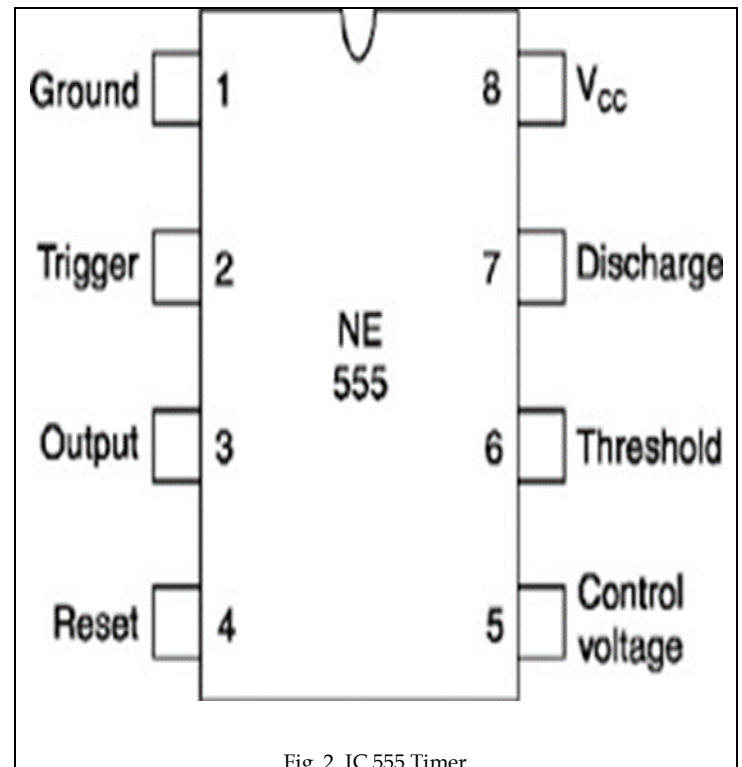 Ground 1 8 VCC
Trigger 2 7 Discharge
NE
555
Output 3 6 Threshold
Reset 4 5 Control
voltage
Fig. 2 IC 555 Timer